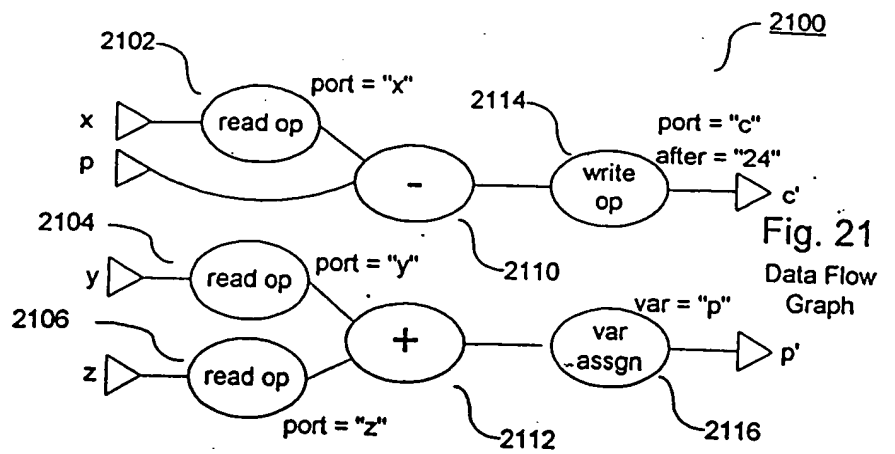 2100
2102
port = "x"
x
read op
2114
port = "c"
p
after = "24"
-
write
op
c'
Fig. 21
2104
2110
Data Flow
Graph
y
read op
port = "y"
var = "p"
2106
+
var
assgn
p'
z
read op
port = "z"
2112
2116